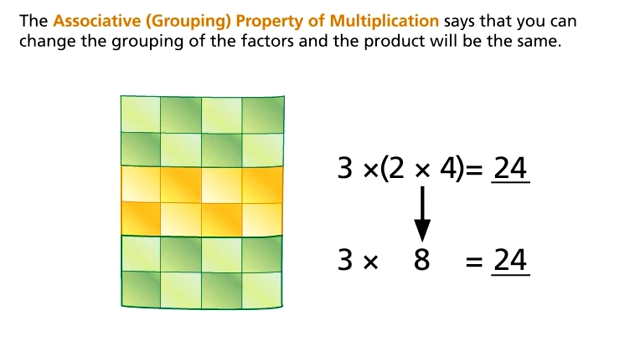 The Associative (Grouping) Property of Multiplication says that you can
change the grouping of the factors and the product will be the same.
3 ×(2 × 4)= 24
3 × 8 = 24